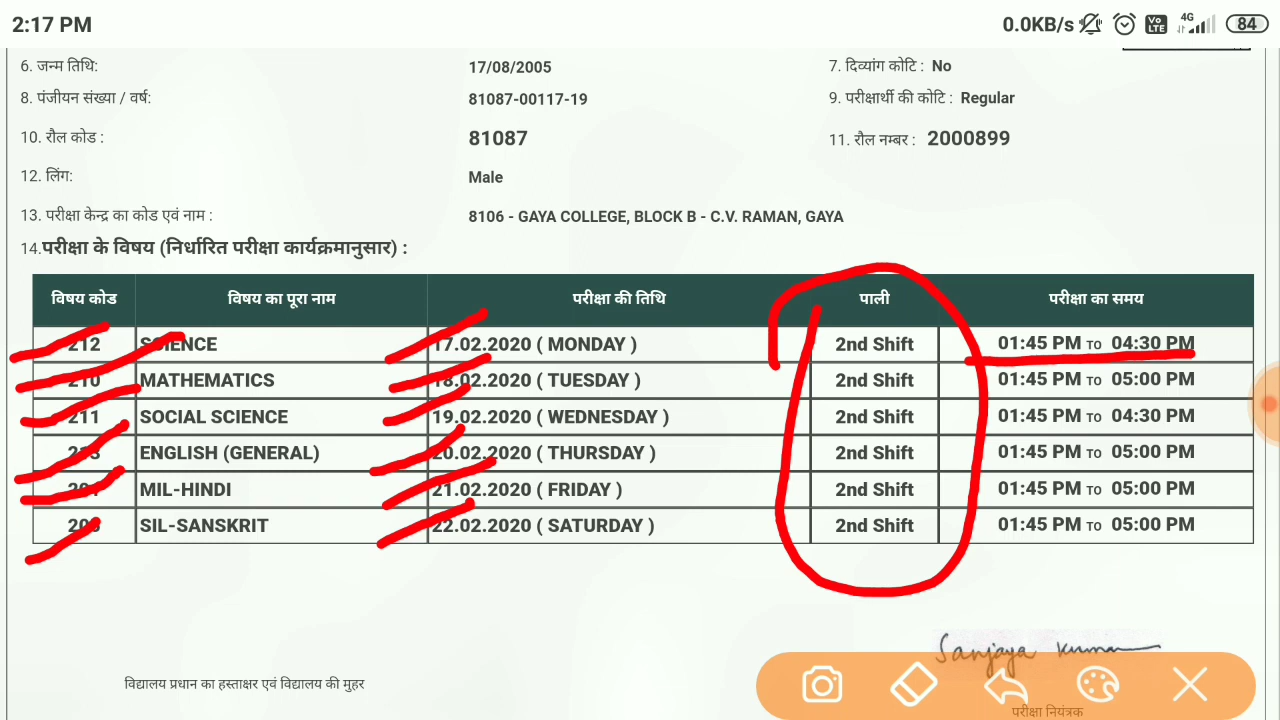 2:17 PM 0.0KB/s Vo LTE 4G 84
6. जन्म तिथि: 17/08/2005 7. दिव्यांग कोटि : No
8. पंजीयन संख्या / वर्ष: 81087-00117-19 9. परीक्षार्थी की कोटि : Regular
10. रौल कोड : 81087 11. रौल नम्बर : 2000899
12. लिंग: Male
13. परीक्षा केन्द्र का कोड एवं नाम : 8106 - GAYA COLLEGE, BLOCK B - C.V. RAMAN, GAYA
14.परीक्षा के विषय (निर्धारित परीक्षा कार्यक्रमानुसार) :
विषय कोड विषय का पूरा नाम परीक्षा की तिथि पाली परीक्षा का समय
212 SCIENCE 17.02.2020 ( MONDAY ) 2nd Shift 01:45 PM TO 04:30 PM
210 MATHEMATICS 18.02.2020 ( TUESDAY ) 2nd Shift 01:45 PM TO 05:00 PM
211 SOCIAL SCIENCE 19.02.2020 ( WEDNESDAY ) 2nd Shift 01:45 PM TO 04:30 PM
ENGLISH (GENERAL) 20.02.2020 ( THURSDAY ) 2nd Shift 01:45 PM TO 05:00 PM
MIL-HINDI 21.02.2020 ( FRIDAY ) 2nd Shift 01:45 PM TO 05:00 PM
SIL-SANSKRIT 22.02.2020 ( SATURDAY ) 2nd Shift 01:45 PM TO 05:00 PM
Sanjaya Kumar
विद्यालय प्रधान का हस्ताक्षर एवं विद्यालय की मुहर
परीक्षा नियंत्रक